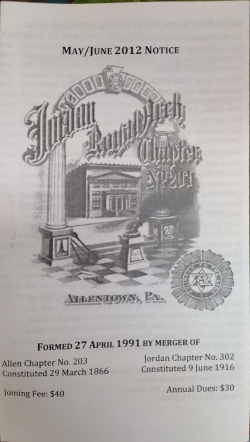 MAY/JUNE 2012 NOTICE
Jordan
Royal Arch
Chapter
No 203
ALLENTOWN, PA.
FORMED 27 APRIL 1991 BY MERGER OF
Allen Chapter No. 203
Constituted 29 March 1866
Jordan Chapter No. 302
Constituted 9 June 1916
Joining Fee: $40
Annual Dues: $30